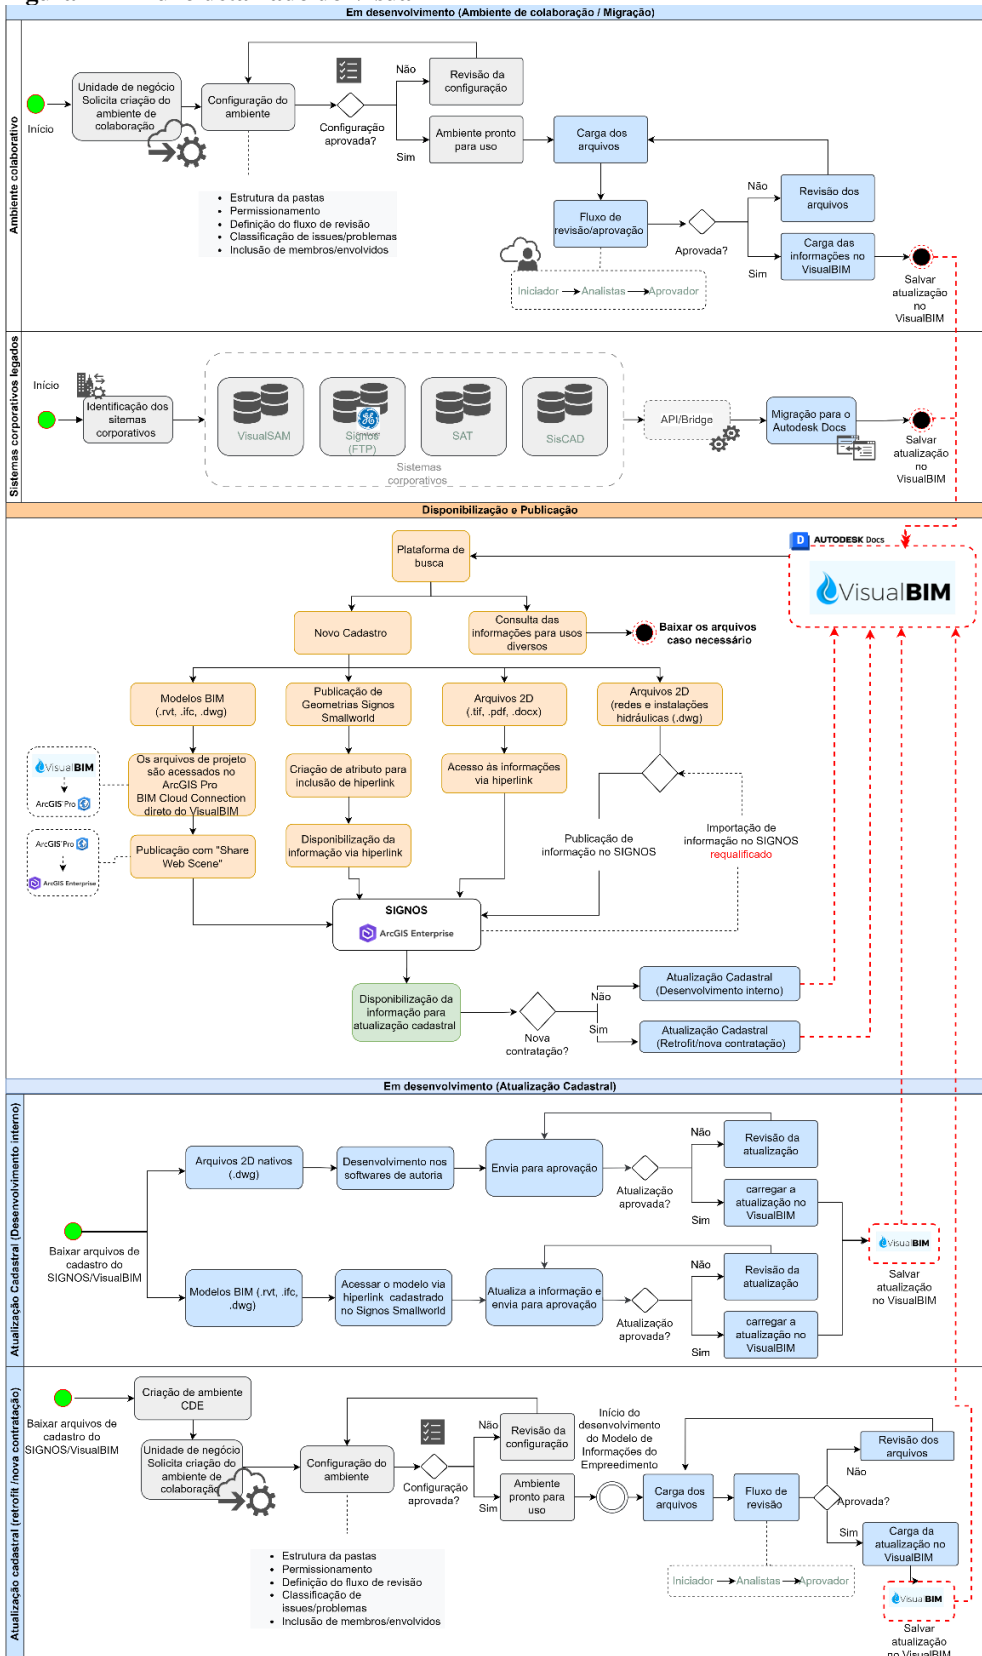 Em desenvolvimento (Ambiente de colaboração / Migração)
Ambiente colaborativo
Início
Unidade de negócio
Solicita criação do
ambiente de
colaboração
Configuração do
ambiente
Configuração
aprovada?
Não
Sim
Revisão da
configuração
Ambiente pronto
para uso
Carga dos
arquivos
Fluxo de
revisão/aprovação
Aprovada?
Não
Sim
Revisão dos
arquivos
Carga das
informações no
VisualBIM
Salvar
atualização
no
VisualBIM
• Estrutura da pastas
• Permissionamento
• Definição do fluxo de revisão
• Classificação de issues/problemas
• Inclusão de membros/envolvidos
Iniciador
Analistas
Aprovador
Sistemas corporativos legados
Início
Identificação dos
sitemas
corporativos
VisualSAM
Signos
(FTP)
SAT
SisCAD
Sistemas
corporativos
API/Bridge
Migração para o
Autodesk Docs
Salvar
atualização
no
VisualBIM
Disponibilização e Publicação
D AUTODESK Docs
VisualBIM
Plataforma de
busca
Novo Cadastro
Consulta das
informações para usos
diversos
Baixar os arquivos
caso necessário
Modelos BIM
(.rvt, .ifc, .dwg)
Publicação de
Geometrias Signos
Smallworld
Arquivos 2D
(.tif, .pdf, .docx)
Arquivos 2D
(redes e instalações
hidráulicas (.dwg)
VisualBIM
ArcGIS Pro
Os arquivos de projeto
são acessados no
ArcGIS Pro
BIM Cloud Connection
direto do VisualBIM
Criação de atributo para
inclusão de hiperlink
Acesso às informações
via hiperlink
ArcGIS Pro
ArcGIS Enterprise
Publicação com "Share
Web Scene"
Disponibilização da
informação via hiperlink
Publicação de
informação no SIGNOS
Importação de
informação no SIGNOS
requalificado
SIGNOS
ArcGIS Enterprise
Disponibilização da
informação para
atualização cadastral
Nova
contratação?
Não
Sim
Atualização Cadastral
(Desenvolvimento interno)
Atualização Cadastral
(Retrofit/nova contratação)
Em desenvolvimento (Atualização Cadastral)
Atualização Cadastral (Desenvolvimento interno)
Baixar arquivos de
cadastro do
SIGNOS/VisualBIM
Arquivos 2D nativos
(.dwg)
Desenvolvimento nos
softwares de autoria
Envia para aprovação
Atualização
aprovada?
Não
Sim
Revisão da
atualização
carregar a
atualização no
VisualBIM
Modelos BIM (.rvt, .ifc,
.dwg)
Acessar o modelo via
hiperlink cadastrado
no Signos Smallworld
Atualiza a informação e
envia para aprovação
Atualização
aprovada?
Não
Sim
Revisão da
atualização
carregar a
atualização no
VisualBIM
VisualBIM
Salvar
atualização
no VisualBIM
Atualização cadastral (retrofit /nova contratação)
Baixar arquivos de
cadastro do
SIGNOS/VisualBIM
Criação de ambiente
CDE
Unidade de negócio
Solicita criação do
ambiente de
colaboração
Configuração do
ambiente
Configuração
aprovada?
Não
Sim
Revisão da
configuração
Ambiente
pronto para
uso
Início do
desenvolvimento
do Modelo de
Informações do
Empreedimento
Carga dos
arquivos
Fluxo de
revisão
Aprovada?
Não
Sim
Revisão dos
arquivos
Carga da
atualização no
VisualBIM
• Estrutura da pastas
• Permissionamento
• Definição do fluxo de revisão
• Classificação de
issues/problemas
• Inclusão de membros/envolvidos
Iniciador
Analistas
Aprovador
VisualBIM
Salvar
atualização
no VisualBIM